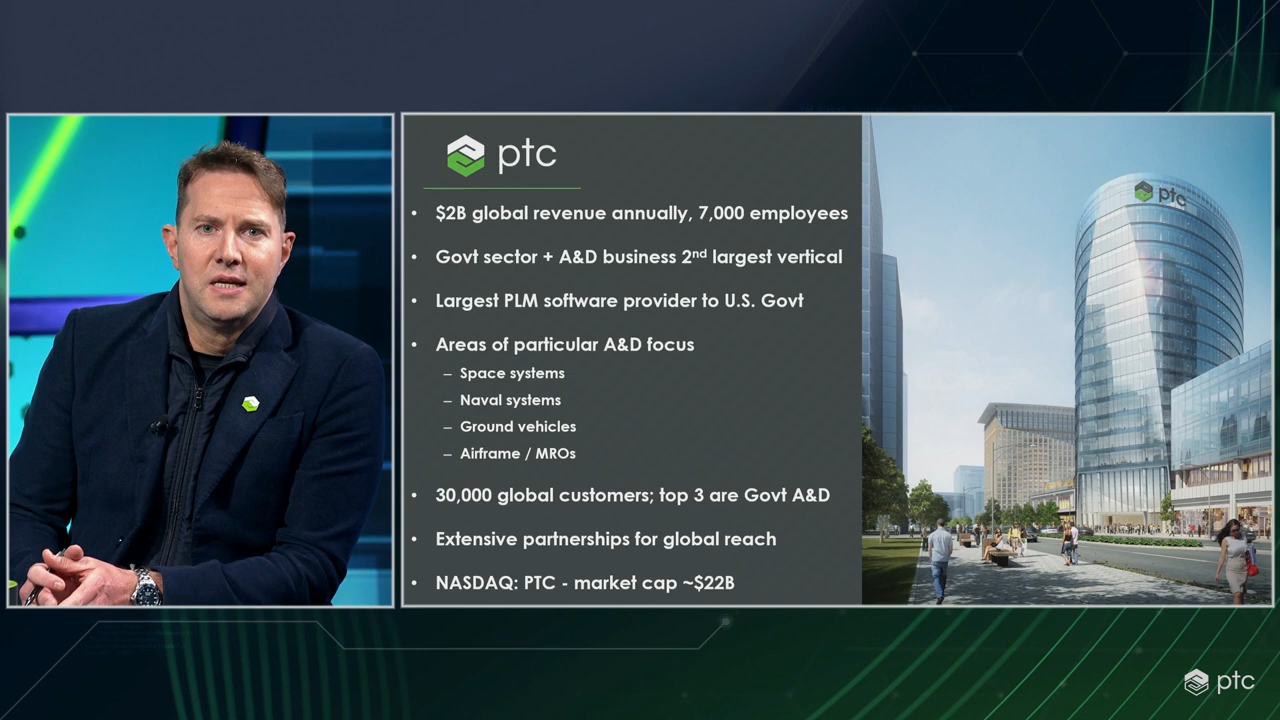 ptc
$2B global revenue annually, 7,000 employees
Govt sector + A&D business 2nd largest vertical
Largest PLM software provider to U.S. Govt
Areas of particular A&D focus
– Space systems
– Naval systems
– Ground vehicles
– Airframe / MROs
30,000 global customers; top 3 are Govt A&D
Extensive partnerships for global reach
NASDAQ: PTC - market cap ~$22B
ptc
ptc